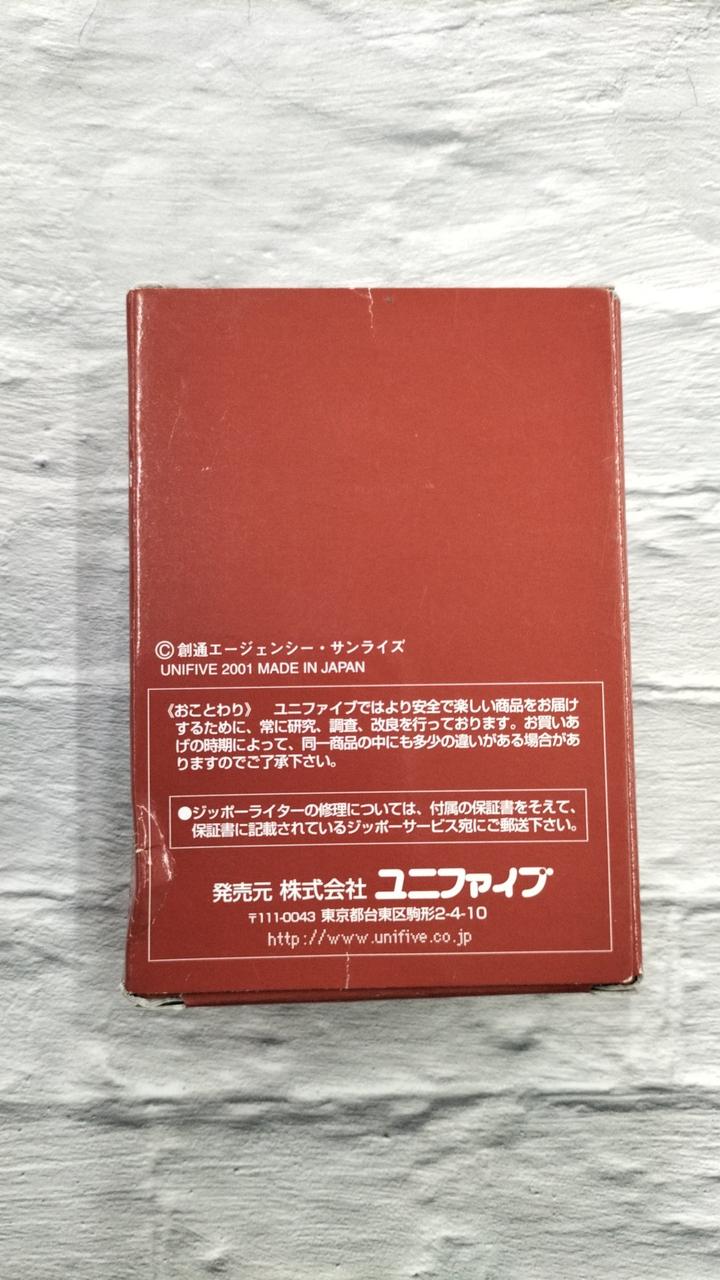 ©創通エージェンシー・サンライズ
UNIFIVE 2001 MADE IN JAPAN
《おことわり》　ユニファイブではより安全で楽しい商品をお届け
するために、常に研究、調査、改良を行っております。お買いあ
げの時期によって、同一商品の中にも多少の違いがある場合があ
りますのでご了承下さい。
●ジッポーライターの修理については、付属の保証書をそえて、
保証書に記載されているジッポーサービス宛にご郵送下さい。
発売元 株式会社 ユニファイブ
〒111-0043 東京都台東区駒形2-4-10
http://www.unifive.co.jp